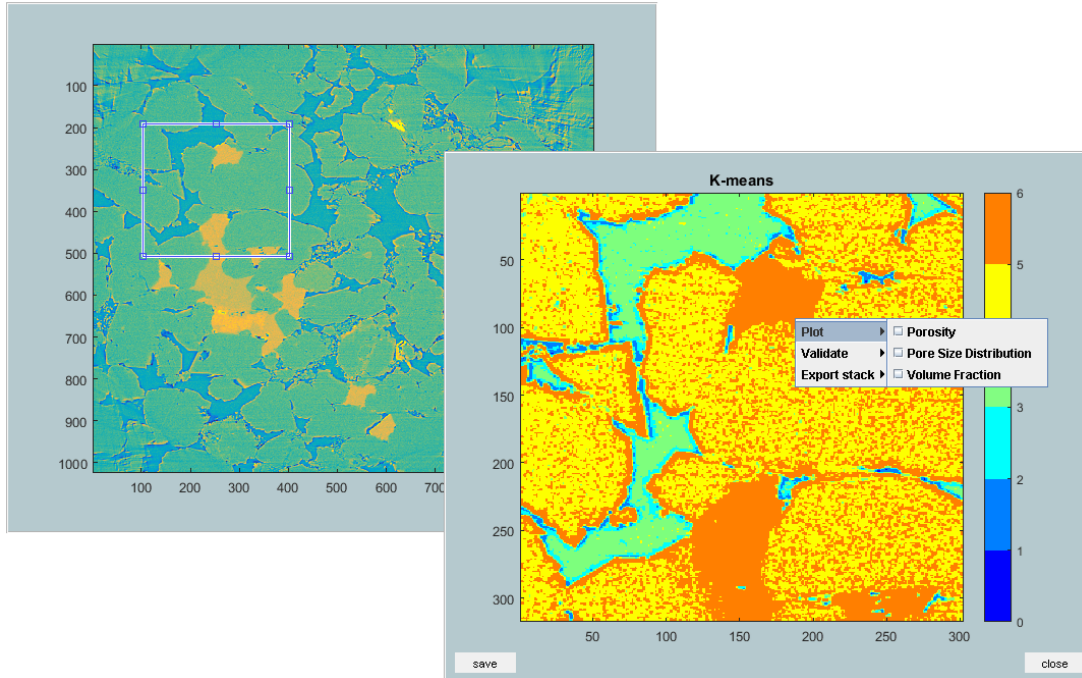 100
200
300
400
500
600
700
800
900
1000
100 200 300 400 500 600 700
K-means
50
100
150
200
250
300
50 100 150 200 250 300
6
5
3
2
1
0
Plot
Validate
Export stack
Porosity
Pore Size Distribution
Volume Fraction
save
close